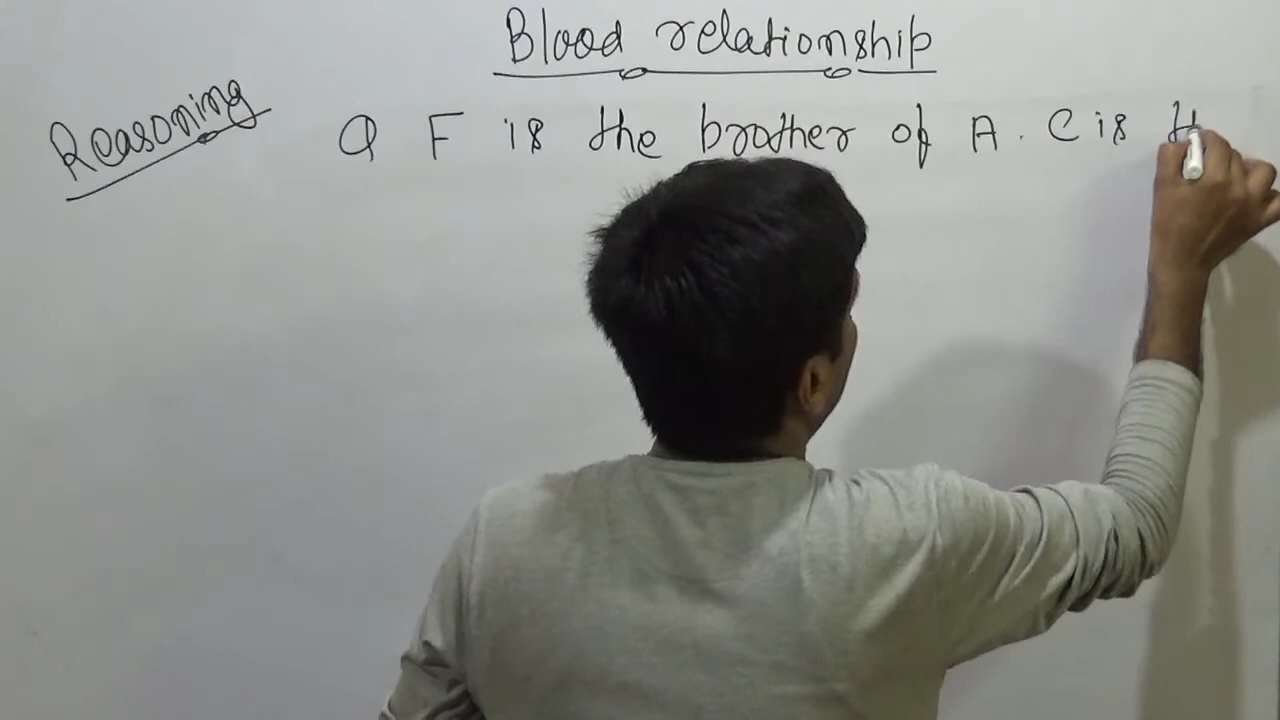 Blood relationship
Reasoning
Q F is the brother of A. C is